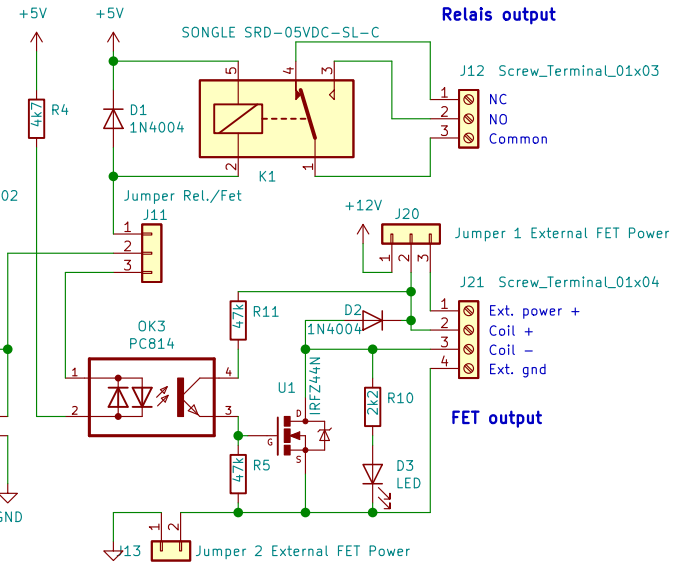 Relais output
+5V
+5V
SONGLE SRD-05VDC-SL-C
5
4
3
J12 Screw_Terminal_01x03
1
NC
2
NO
3
Common
4k7
R4
D1
1N4004
2
1
K1
02
Jumper Rel./Fet
J11
1
2
3
+12V
J20
Jumper 1 External FET Power
1
2
3
J21 Screw_Terminal_01x04
1
Ext. power +
2
Coil +
3
Coil -
4
Ext. gnd
47k
R11
D2
1N4004
OK3
PC814
1
2
4
3
U1
IRFZ44N
D
G
S
2k2
R10
FET output
47k
R5
D3
LED
GND
J13
1
2
Jumper 2 External FET Power